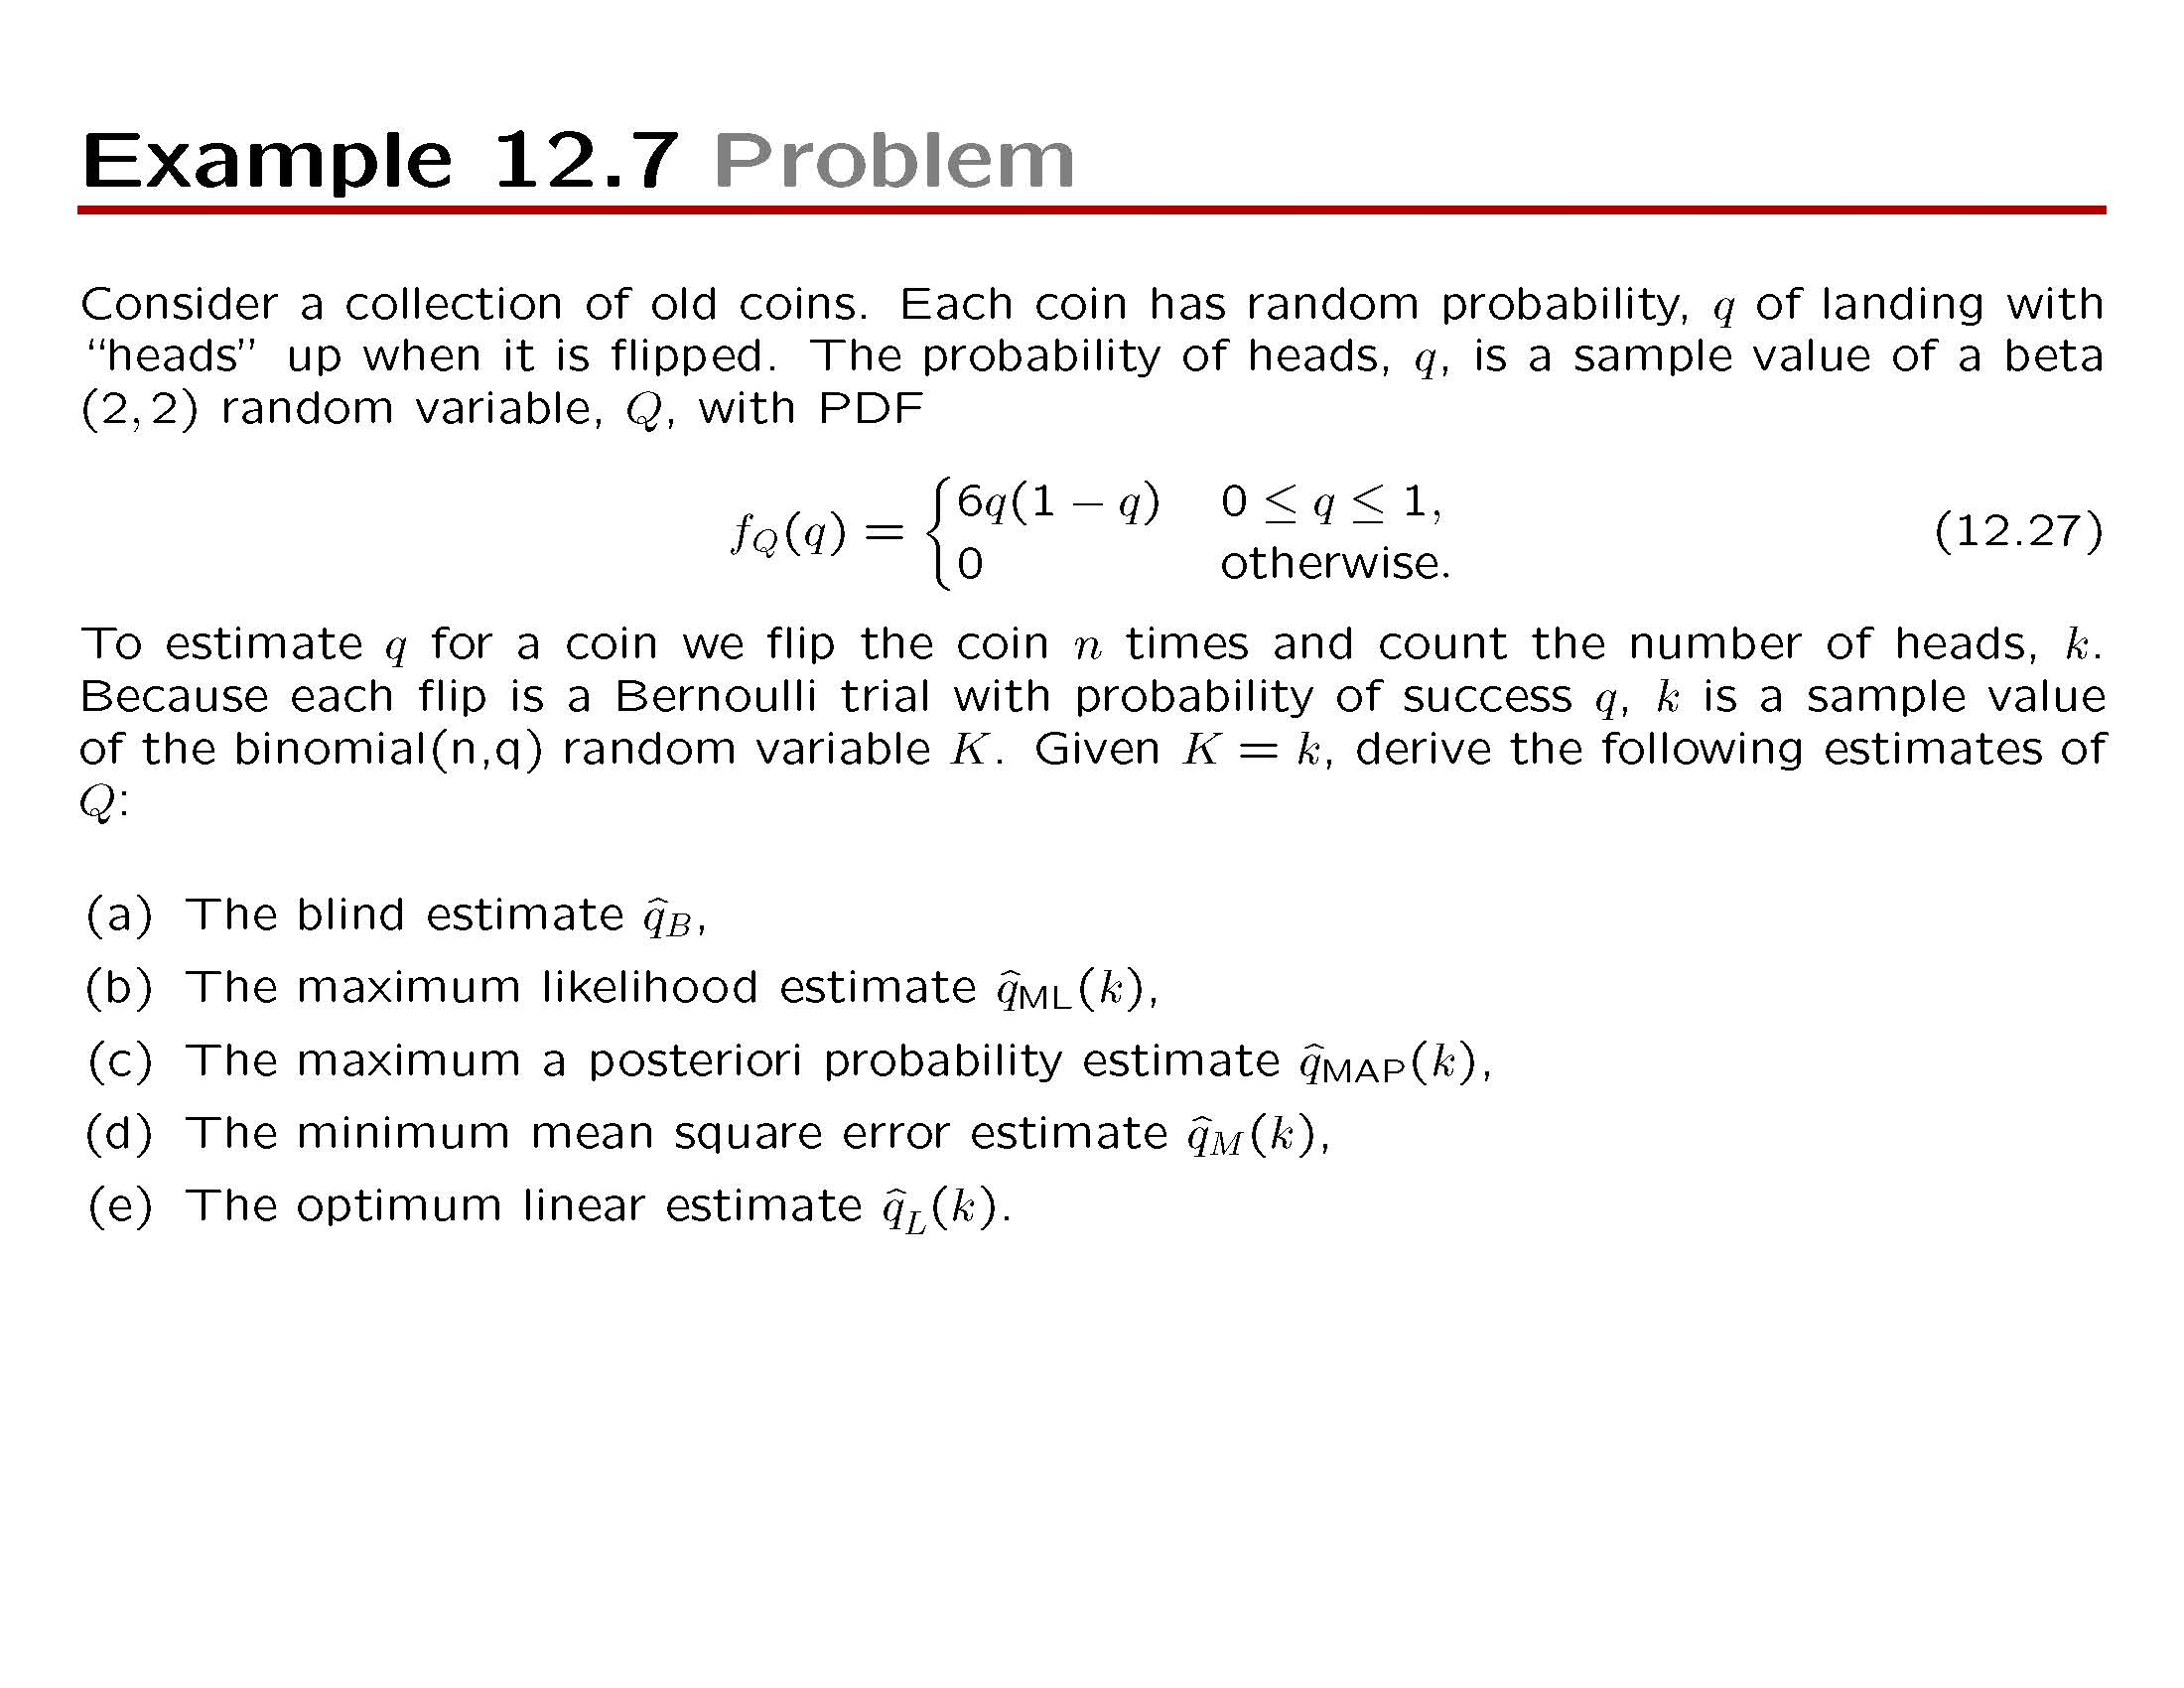 Example 12.7 Problem
Consider a collection of old coins. Each coin has random probability, q of landing with
“heads” up when it is flipped. The probability of heads, q, is a sample value of a beta
(2, 2) random variable, Q, with PDF
f_Q(q) = { 6q(1 − q) 0 ≤ q ≤ 1, (12.27)
0 otherwise.
To estimate q for a coin we flip the coin n times and count the number of heads, k.
Because each flip is a Bernoulli trial with probability of success q, k is a sample value
of the binomial(n,q) random variable K. Given K = k, derive the following estimates of
Q:
(a) The blind estimate q̂_B,
(b) The maximum likelihood estimate q̂_ML(k),
(c) The maximum a posteriori probability estimate q̂_MAP(k),
(d) The minimum mean square error estimate q̂_M(k),
(e) The optimum linear estimate q̂_L(k).